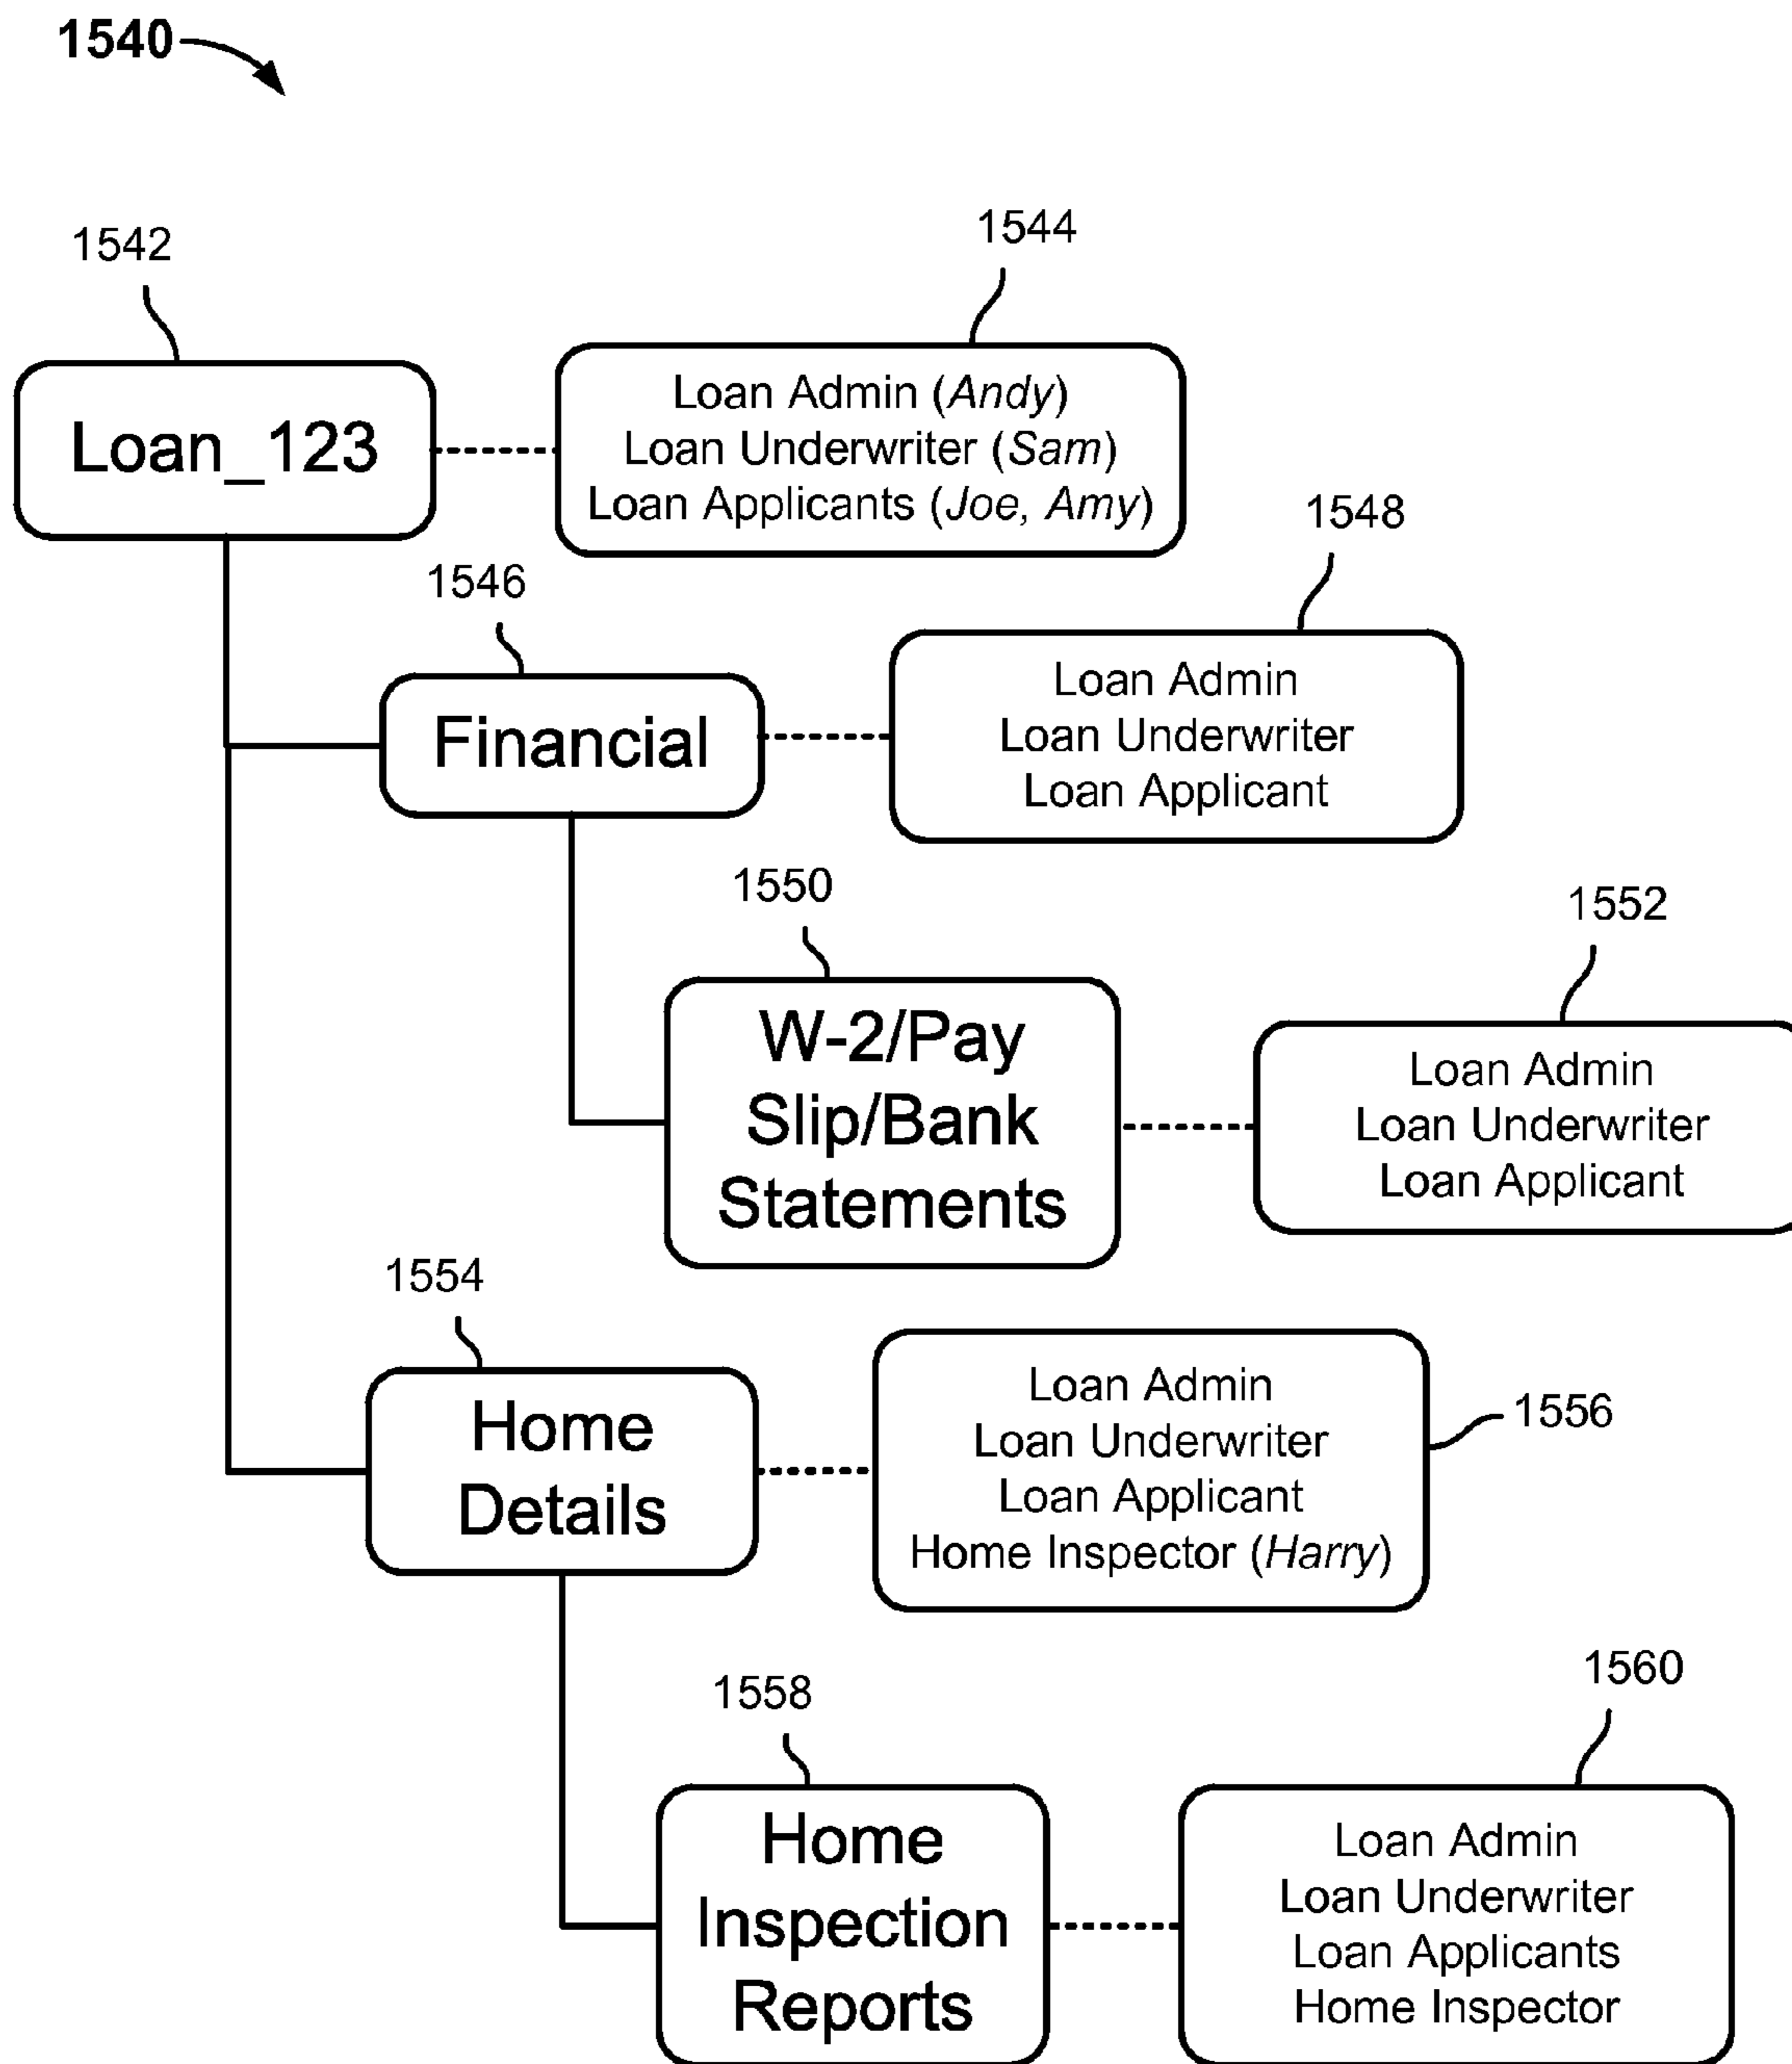 1540
1542
1544
Loan_123
Loan Admin (Andy)
Loan Underwriter (Sam)
Loan Applicants (Joe, Amy)
1546
1548
Financial
Loan Admin
Loan Underwriter
Loan Applicant
1550
1552
W-2/Pay
Slip/Bank
Statements
Loan Admin
Loan Underwriter
Loan Applicant
1554
1556
Home
Details
Loan Admin
Loan Underwriter
Loan Applicant
Home Inspector (Harry)
1558
1560
Home
Inspection
Reports
Loan Admin
Loan Underwriter
Loan Applicants
Home Inspector